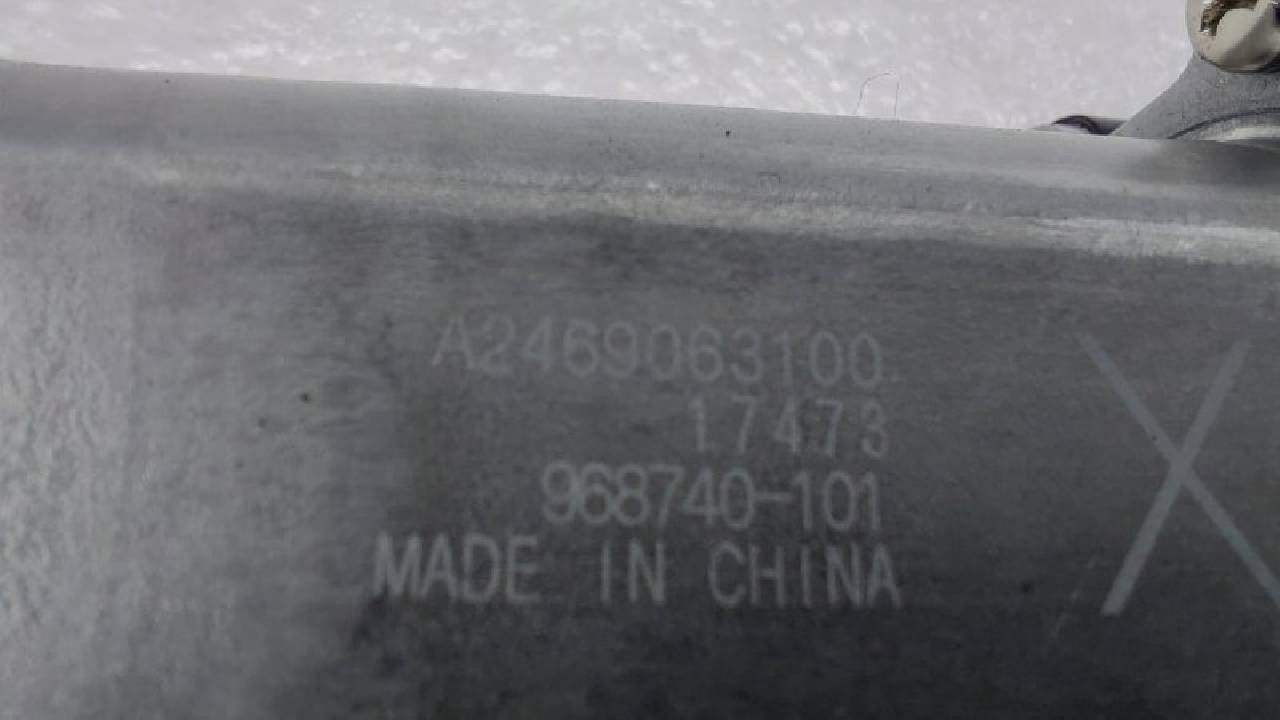 A2469063100
17473
968740-101
MADE IN CHINA
X